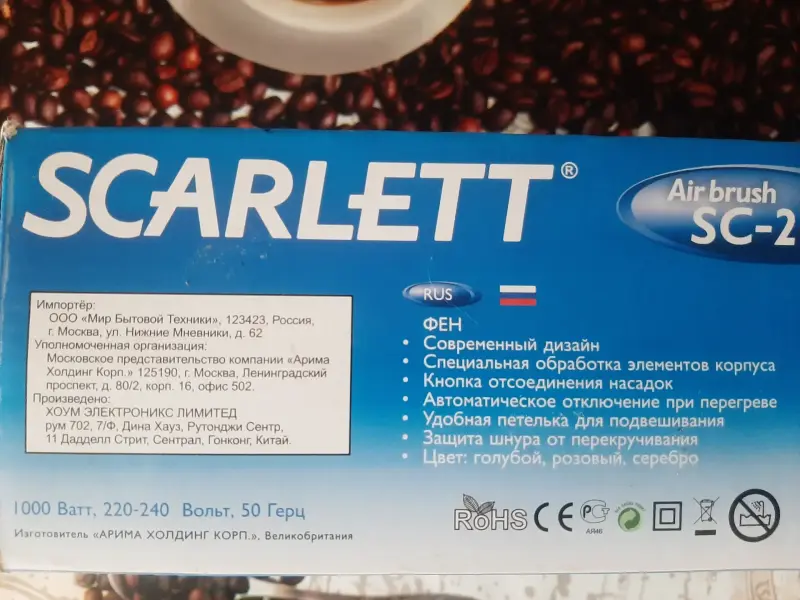 SCARLETT®
Air brush
SC-2
Импортёр:
ООО «Мир Бытовой Техники», 123423, Россия,
г. Москва, ул. Нижние Мневники, д. 62
Уполномоченная организация:
Московское представительство компании «Арима
Холдинг Корп.» 125190, г. Москва, Ленинградский
проспект, д. 80/2, корп. 16, офис 502.
Произведено:
ХОУМ ЭЛЕКТРОНИКС ЛИМИТЕД
рум 702, 7/Ф, Дина Хауз, Рутонджи Сентр,
11 Дадделл Стрит, Сентрал, Гонконг, Китай.
RUS
ФЕН
• Современный дизайн
• Специальная обработка элементов корпуса
• Кнопка отсоединения насадок
• Автоматическое отключение при перегреве
• Удобная петелька для подвешивания
• Защита шнура от перекручивания
• Цвет: голубой, розовый, серебро
1000 Ватт, 220-240 Вольт, 50 Герц
Изготовитель «АРИМА ХОЛДИНГ КОРП.», Великобритания
RoHS CE
АЯ46